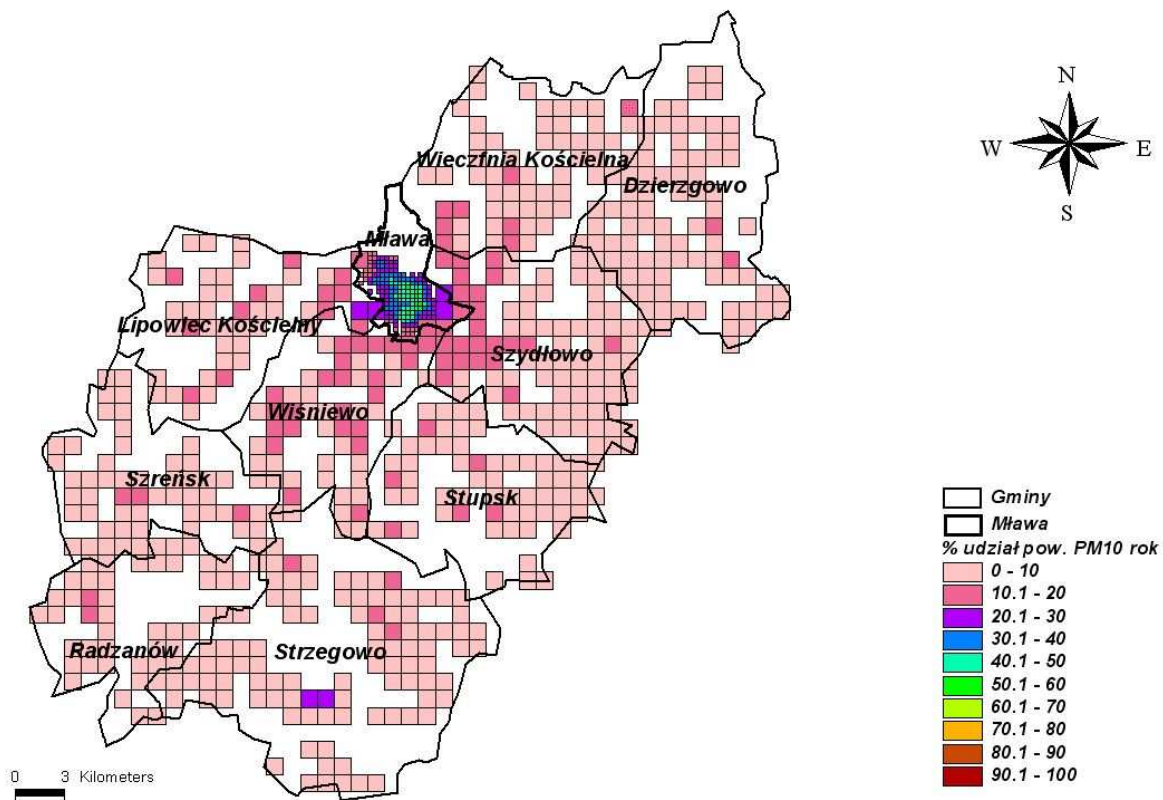 N
W E
S
Wieczfnia Kościelna
Dzierzgowo
Mława
Lipowiec Kościelny
Szydłowo
Wiśniewo
Szreńsk
Stupsk
Radzanów
Strzegowo
Gminy
Mława
% udział pow. PM10 rok
0 - 10
10.1 - 20
20.1 - 30
30.1 - 40
40.1 - 50
50.1 - 60
60.1 - 70
70.1 - 80
80.1 - 90
90.1 - 100
0 3 Kilometers